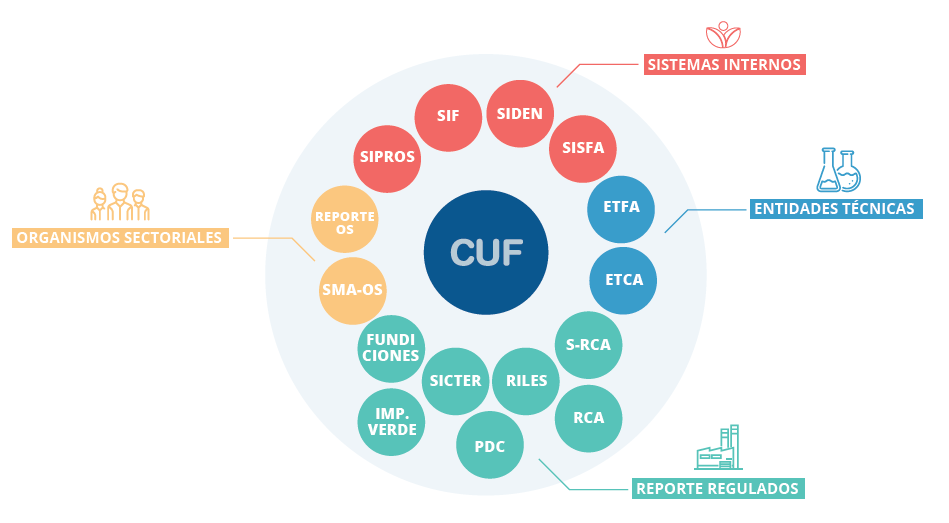 SISTEMAS INTERNOS
SIF
SIDEN
SIPROS
SISFA
ETFA
ENTIDADES TÉCNICAS
REPORTE
OS
ORGANISMOS SECTORIALES
CUF
ETCA
SMA-OS
FUNDI
CIONES
S-RCA
SICTER
RILES
IMP.
VERDE
RCA
PDC
REPORTE REGULADOS